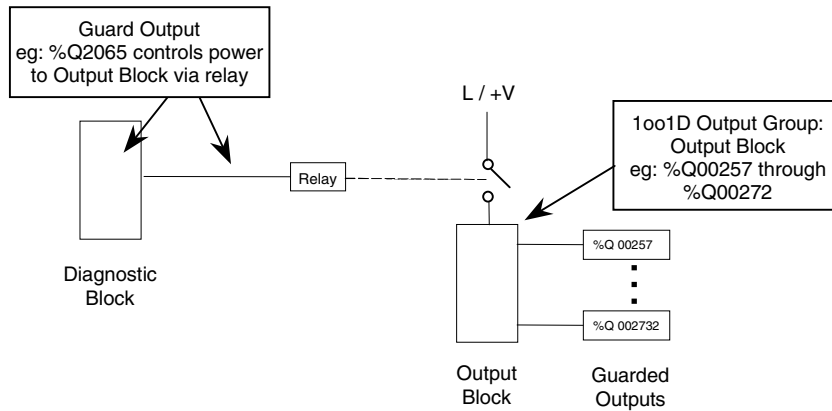 Guard Output
eg: %Q2065 controls power
to Output Block via relay
L / +V
1oo1D Output Group:
Output Block
eg: %Q00257 through
%Q00272
Relay
Diagnostic
Block
%Q 00257
%Q 002732
Output
Block
Guarded
Outputs